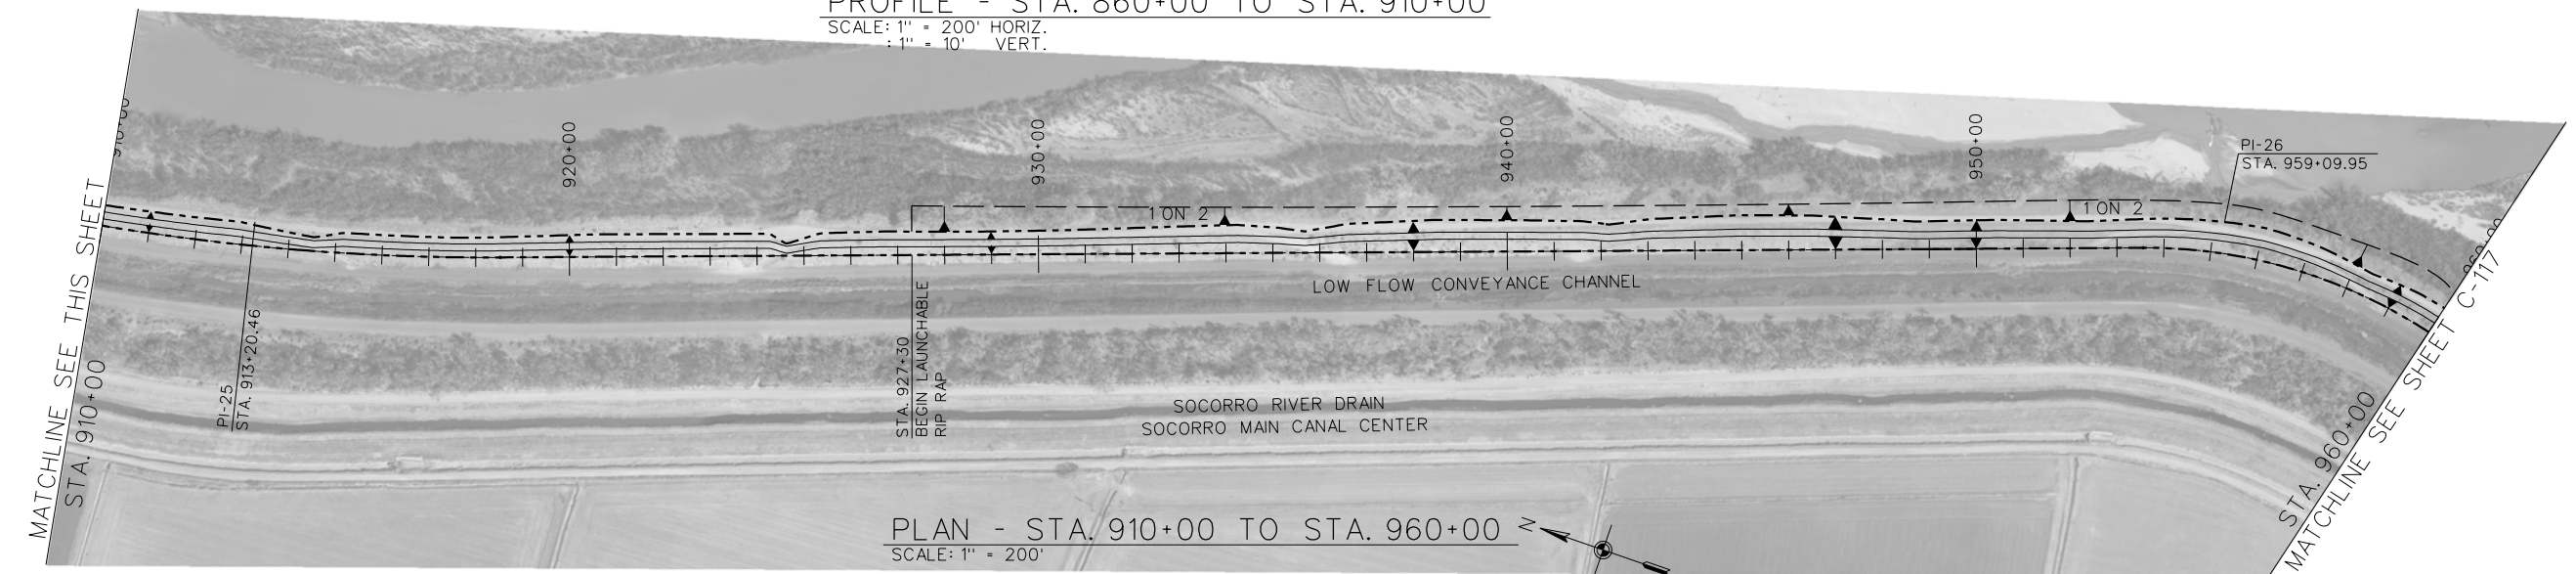 PROFILE - STA. 860+00 TO STA. 910+00
SCALE: 1" = 200' HORIZ.
: 1" = 10' VERT.
910+00
920+00
930+00
940+00
950+00
960+00
PI-26
STA. 959+09.95
1 ON 2
1 ON 2
LOW FLOW CONVEYANCE CHANNEL
PI-25
STA. 913+20.46
STA. 927+30
BEGIN LAUNCHABLE
RIP RAP
SOCORRO RIVER DRAIN
SOCORRO MAIN CANAL CENTER
MATCHLINE SEE THIS SHEET
STA. 910+00
STA. 960+00
MATCHLINE SEE SHEET C-117
PLAN - STA. 910+00 TO STA. 960+00
SCALE: 1" = 200'
N